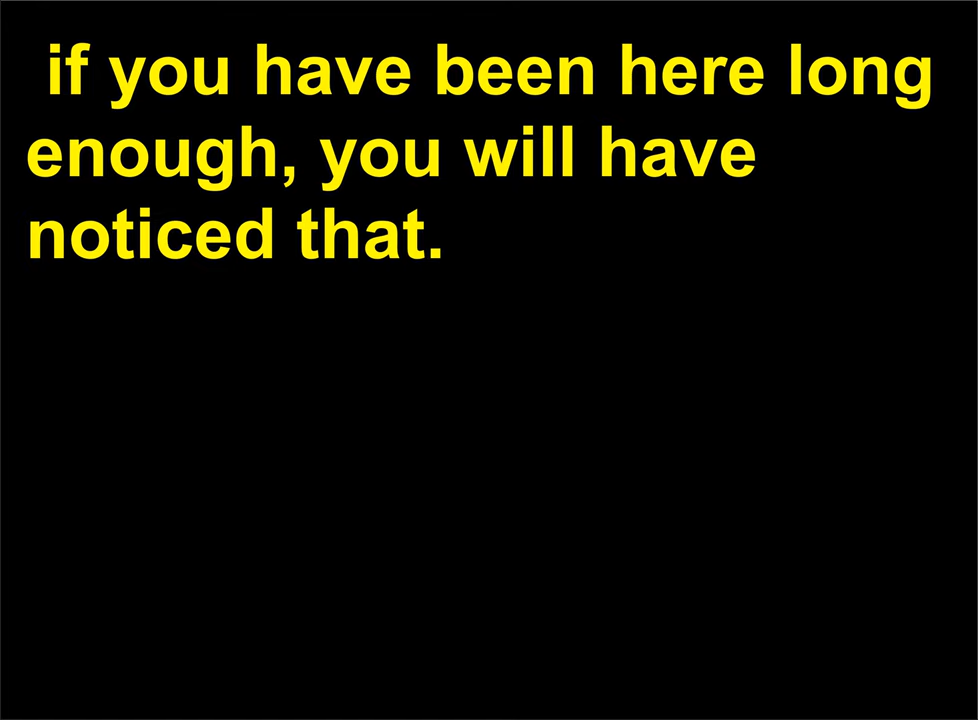 if you have been here long
enough, you will have
noticed that.